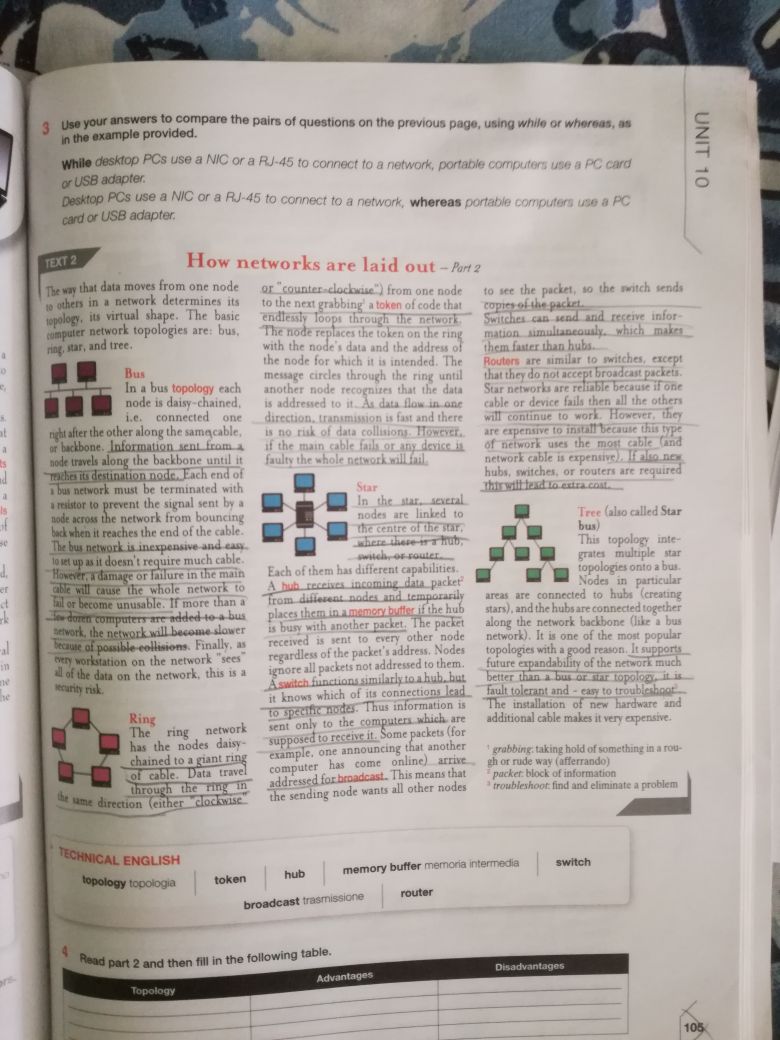 UNIT 10
3 Use your answers to compare the pairs of questions on the previous page, using while or whereas, as
in the example provided.
While desktop PCs use a NIC or a RJ-45 to connect to a network, portable computers use a PC card
or USB adapter.
Desktop PCs use a NIC or a RJ-45 to connect to a network, whereas portable computers use a PC
card or USB adapter.
TEXT 2
How networks are laid out – Part 2
The way that data moves from one node
to others in a network determines its
topology, its virtual shape. The basic
computer network topologies are: bus,
ring, star, and tree.
Bus
In a bus topology each
node is daisy-chained,
i.e. connected one
right after the other along the same cable,
or backbone. Information sent from a
node travels along the backbone until it
reaches its destination node. Each end of
a bus network must be terminated with
a resistor to prevent the signal sent by a
node across the network from bouncing
back when it reaches the end of the cable.
The bus network is inexpensive and easy
to set up as it doesn't require much cable.
However, a damage or failure in the main
cable will cause the whole network to
fail or become unusable. If more than a
few dozen computers are added to a bus
network, the network will become slower
because of possible collisions. Finally, as
every workstation on the network "sees"
all of the data on the network, this is a
security risk.
Ring
The ring network
has the nodes daisy-
chained to a giant ring
of cable. Data travel
through the ring in
the same direction (either "clockwise"
or "counter-clockwise") from one node
to the next grabbing¹ a token of code that
endlessly loops through the network.
The node replaces the token on the ring
with the node's data and the address of
the node for which it is intended. The
message circles through the ring until
another node recognizes that the data
is addressed to it. As data flow in one
direction, transmission is fast and there
is no risk of data collisions. However,
if the main cable fails or any device is
faulty the whole network will fail.
Star
In the star, several
nodes are linked to
the centre of the star,
where there is a hub,
switch, or router.
Each of them has different capabilities.
A hub receives incoming data packet²
from different nodes and temporarily
places them in a memory buffer if the hub
is busy with another packet. The packet
received is sent to every other node
regardless of the packet's address. Nodes
ignore all packets not addressed to them.
A switch functions similarly to a hub, but
it knows which of its connections lead
to specific nodes. Thus information is
sent only to the computers which are
supposed to receive it. Some packets (for
example, one announcing that another
computer has come online) arrive
addressed for broadcast. This means that
the sending node wants all other nodes
to see the packet, so the switch sends
copies of the packet.
Switches can send and receive infor-
mation simultaneously, which makes
them faster than hubs.
Routers are similar to switches, except
that they do not accept broadcast packets.
Star networks are reliable because if one
cable or device fails then all the others
will continue to work. However, they
are expensive to install because this type
of network uses the most cable (and
network cable is expensive). If also new
hubs, switches, or routers are required
this will lead to extra cost.
Tree (also called Star
bus)
This topology inte-
grates multiple star
topologies onto a bus.
Nodes in particular
areas are connected to hubs (creating
stars), and the hubs are connected together
along the network backbone (like a bus
network). It is one of the most popular
topologies with a good reason. It supports
future expandability of the network much
better than a bus or star topology, it is
fault tolerant and - easy to troubleshoot³.
The installation of new hardware and
additional cable makes it very expensive.
¹ grabbing: taking hold of something in a rou-
gh or rude way (afferrando)
² packet: block of information
³ troubleshoot: find and eliminate a problem
TECHNICAL ENGLISH
topology topologia
token
hub
memory buffer memoria intermedia
switch
broadcast trasmissione
router
4 Read part 2 and then fill in the following table.
Topology
Advantages
Disadvantages
105